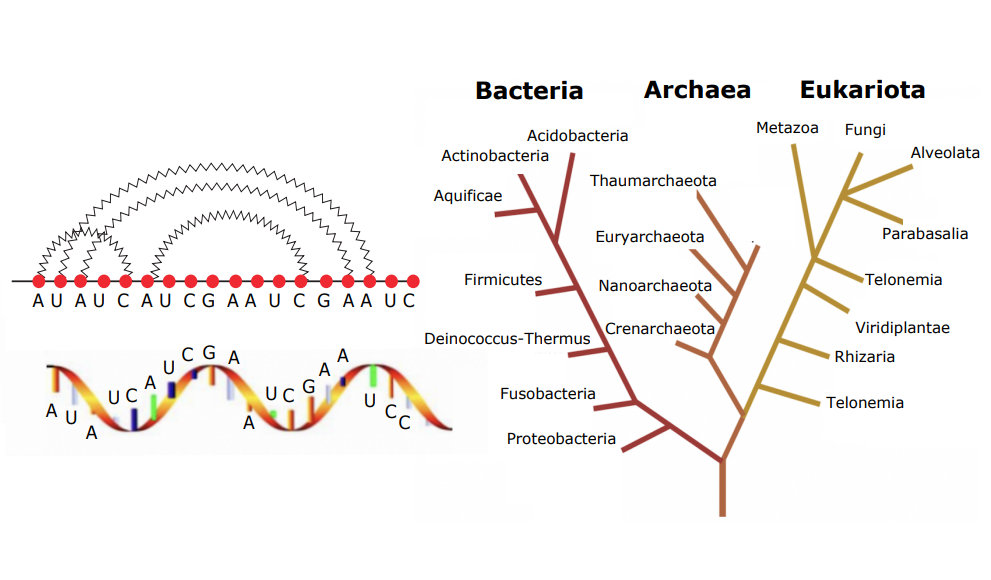 Bacteria Archaea Eukariota
Acidobacteria
Actinobacteria
Aquificae
Firmicutes
Deinococcus-Thermus
Fusobacteria
Proteobacteria
Thaumarchaeota
Euryarchaeota
Nanoarchaeota
Crenarchaeota
Metazoa
Fungi
Alveolata
Parabasalia
Telonemia
Viridiplantae
Rhizaria
Telonemia
A U A U C A U C G A A U C G A A U C
A U A U C A U C G A A U C G A A U C C